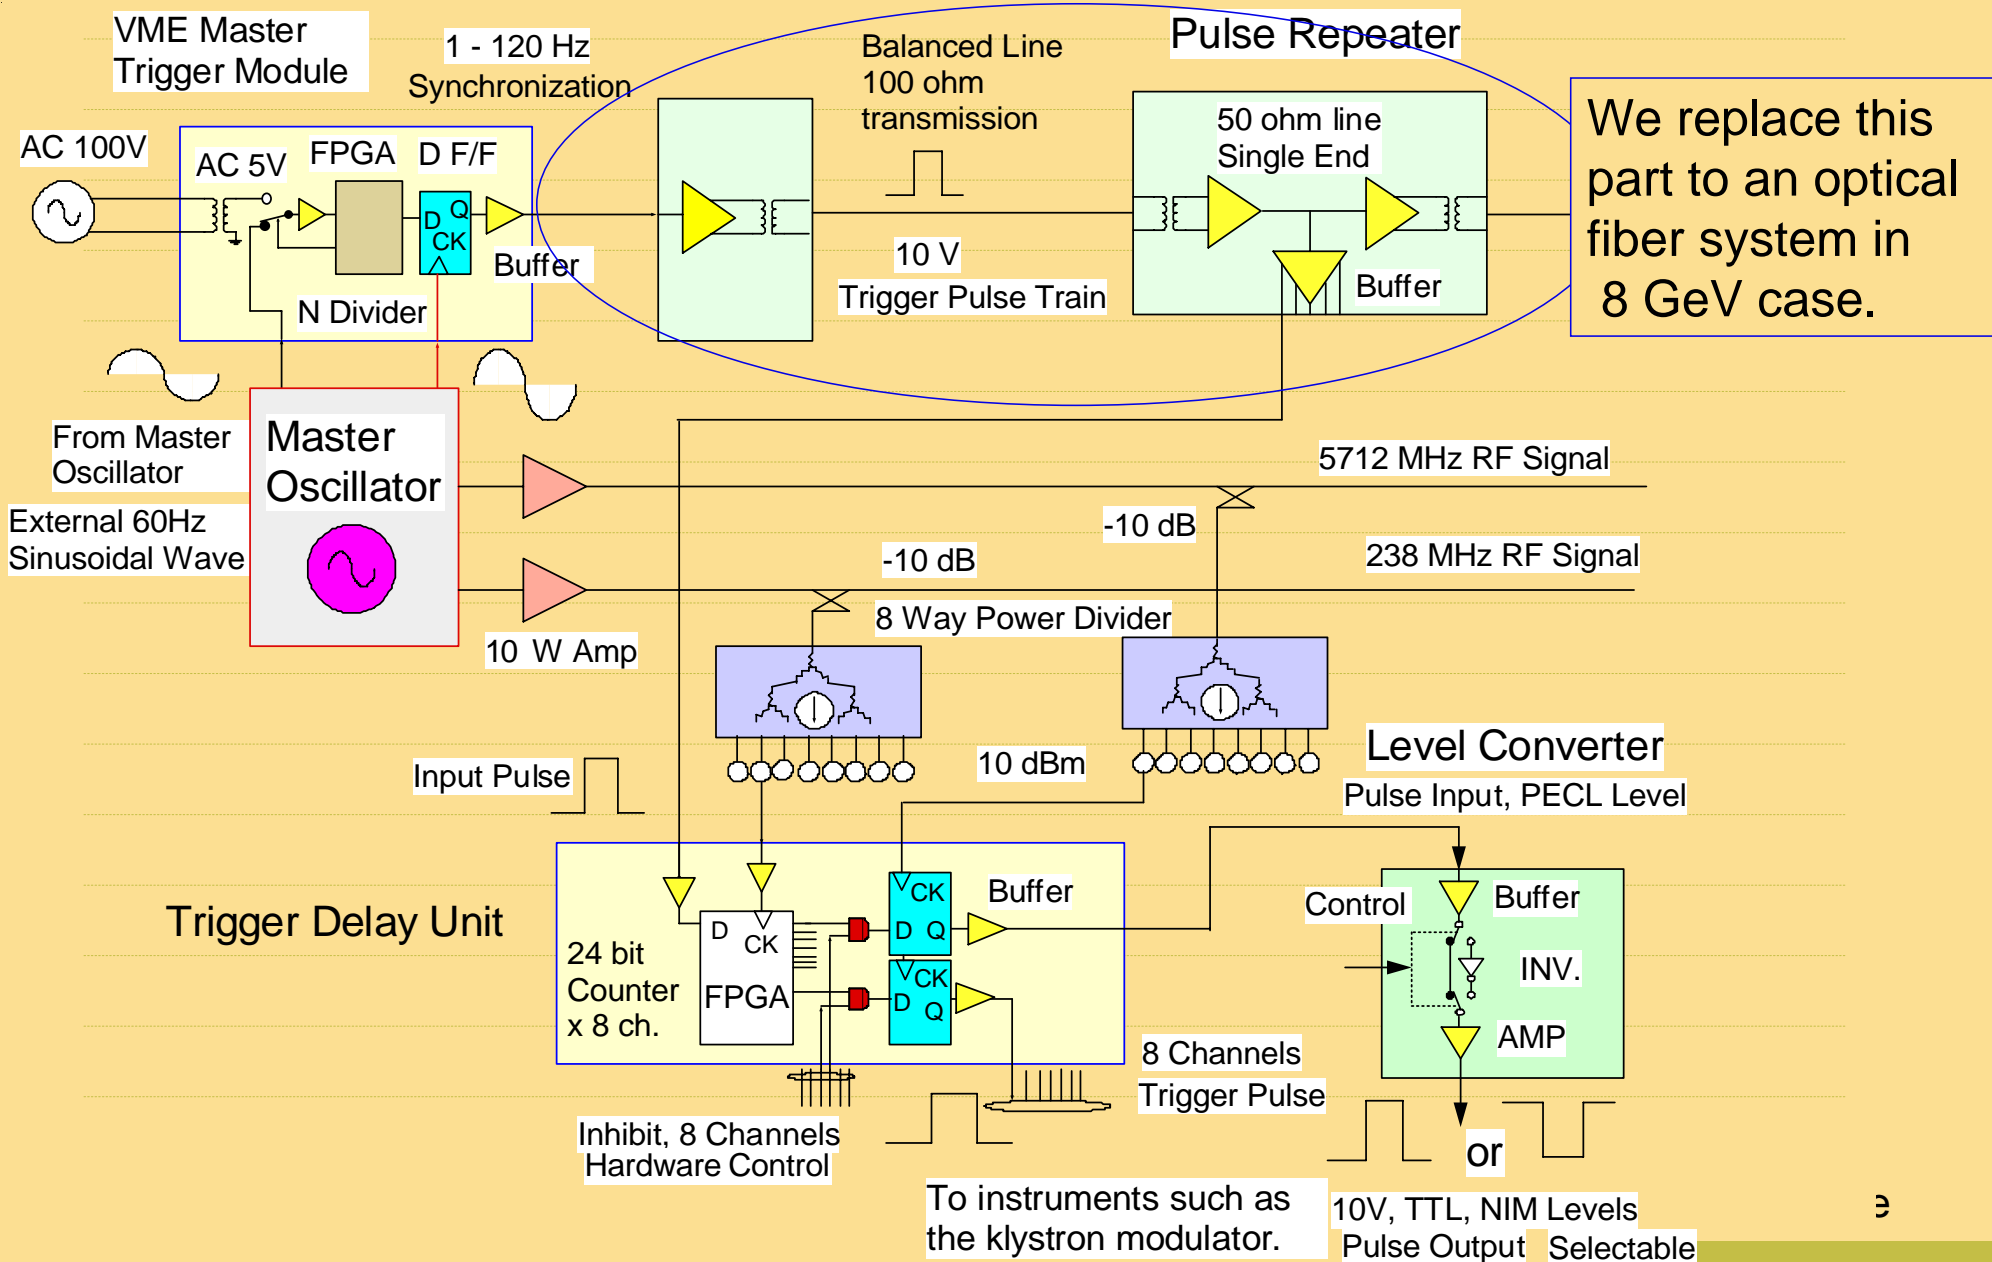 VME Master
Trigger Module
1 - 120 Hz
Synchronization
Balanced Line
100 ohm
transmission
Pulse Repeater
We replace this
part to an optical
fiber system in
8 GeV case.
AC 100V
AC 5V
FPGA
D F/F
D
Q
CK
Buffer
N Divider
10 V
Trigger Pulse Train
50 ohm line
Single End
Buffer
From Master
Oscillator
External 60Hz
Sinusoidal Wave
Master
Oscillator
5712 MHz RF Signal
-10 dB
-10 dB
238 MHz RF Signal
8 Way Power Divider
10 W Amp
10 dBm
Input Pulse
Level Converter
Pulse Input, PECL Level
Trigger Delay Unit
24 bit
Counter
x 8 ch.
D
CK
FPGA
CK
D Q
CK
D
Q
Buffer
Control
Buffer
INV.
AMP
8 Channels
Trigger Pulse
Inhibit, 8 Channels
Hardware Control
or
To instruments such as
the klystron modulator.
10V, TTL, NIM Levels
Pulse Output Selectable